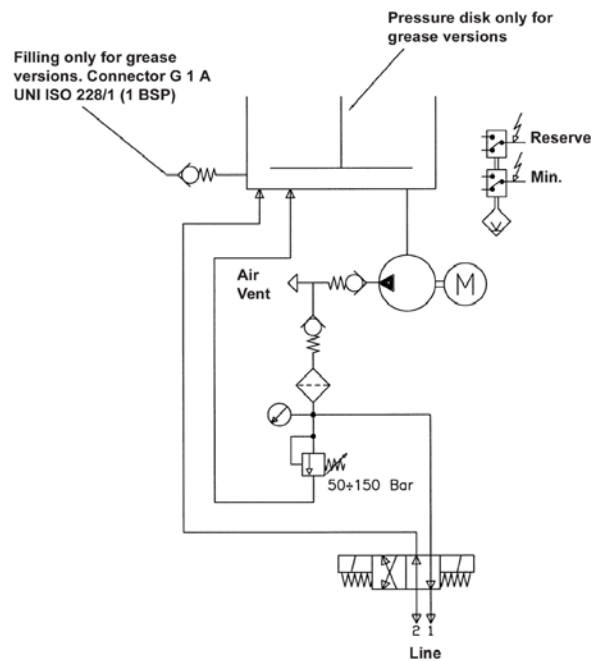 Pressure disk only for
grease versions
Filling only for grease
versions. Connector G 1 A
UNI ISO 228/1 (1 BSP)
Reserve
Min.
Air
Vent
M
50÷150 Bar
2 1
Line